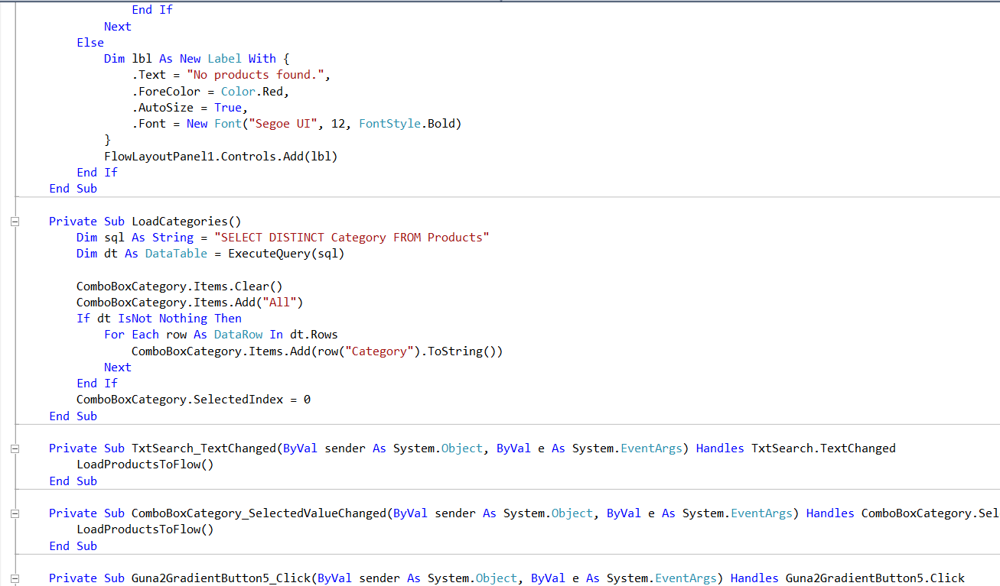 End If
Next
Else
Dim lbl As New Label With {
.Text = "No products found.",
.ForeColor = Color.Red,
.AutoSize = True,
.Font = New Font("Segoe UI", 12, FontStyle.Bold)
}
FlowLayoutPanel1.Controls.Add(lbl)
End If
End Sub
Private Sub LoadCategories()
Dim sql As String = "SELECT DISTINCT Category FROM Products"
Dim dt As DataTable = ExecuteQuery(sql)
ComboBoxCategory.Items.Clear()
ComboBoxCategory.Items.Add("All")
If dt IsNot Nothing Then
For Each row As DataRow In dt.Rows
ComboBoxCategory.Items.Add(row("Category").ToString())
Next
End If
ComboBoxCategory.SelectedIndex = 0
End Sub
Private Sub TxtSearch_TextChanged(ByVal sender As System.Object, ByVal e As System.EventArgs) Handles TxtSearch.TextChanged
LoadProductsToFlow()
End Sub
Private Sub ComboBoxCategory_SelectedValueChanged(ByVal sender As System.Object, ByVal e As System.EventArgs) Handles ComboBoxCategory.Sel
LoadProductsToFlow()
End Sub
Private Sub Guna2GradientButton5_Click(ByVal sender As System.Object, ByVal e As System.EventArgs) Handles Guna2GradientButton5.Click